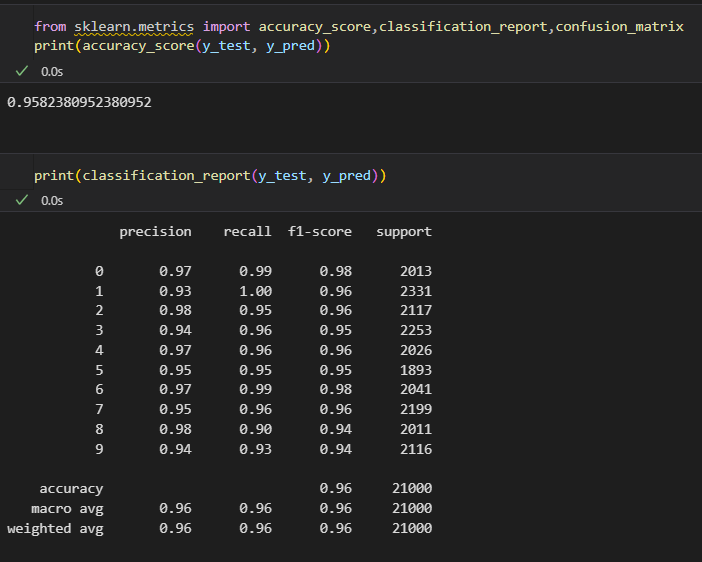 from sklearn.metrics import accuracy_score,classification_report,confusion_matrix
print(accuracy_score(y_test, y_pred))
0.0s
0.9582380952380952
print(classification_report(y_test, y_pred))
0.0s
precision recall f1-score support
0 0.97 0.99 0.98 2013
1 0.93 1.00 0.96 2331
2 0.98 0.95 0.96 2117
3 0.94 0.96 0.95 2253
4 0.97 0.96 0.96 2026
5 0.95 0.95 0.95 1893
6 0.97 0.99 0.98 2041
7 0.95 0.96 0.96 2199
8 0.98 0.90 0.94 2011
9 0.94 0.93 0.94 2116
accuracy 0.96 21000
macro avg 0.96 0.96 0.96 21000
weighted avg 0.96 0.96 0.96 21000